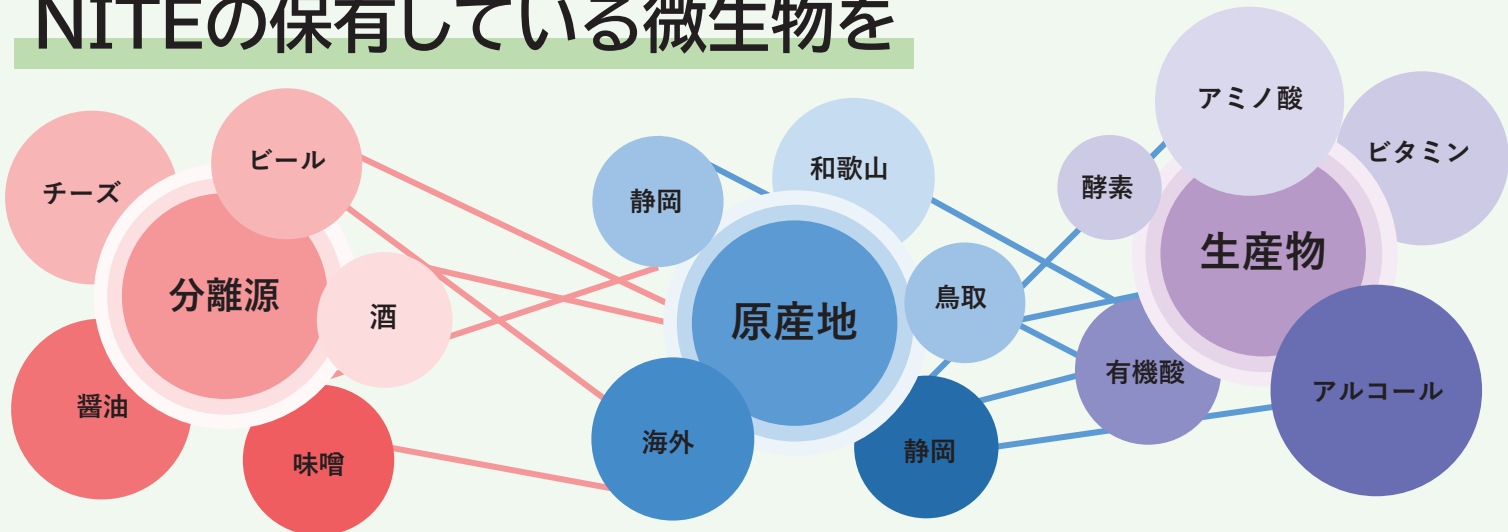 NITEの保有している微生物を
チーズ
ビール
分離源
酒
醤油
味噌
静岡
和歌山
原産地
鳥取
海外
静岡
アミノ酸
ビタミン
酵素
生産物
有機酸
アルコール